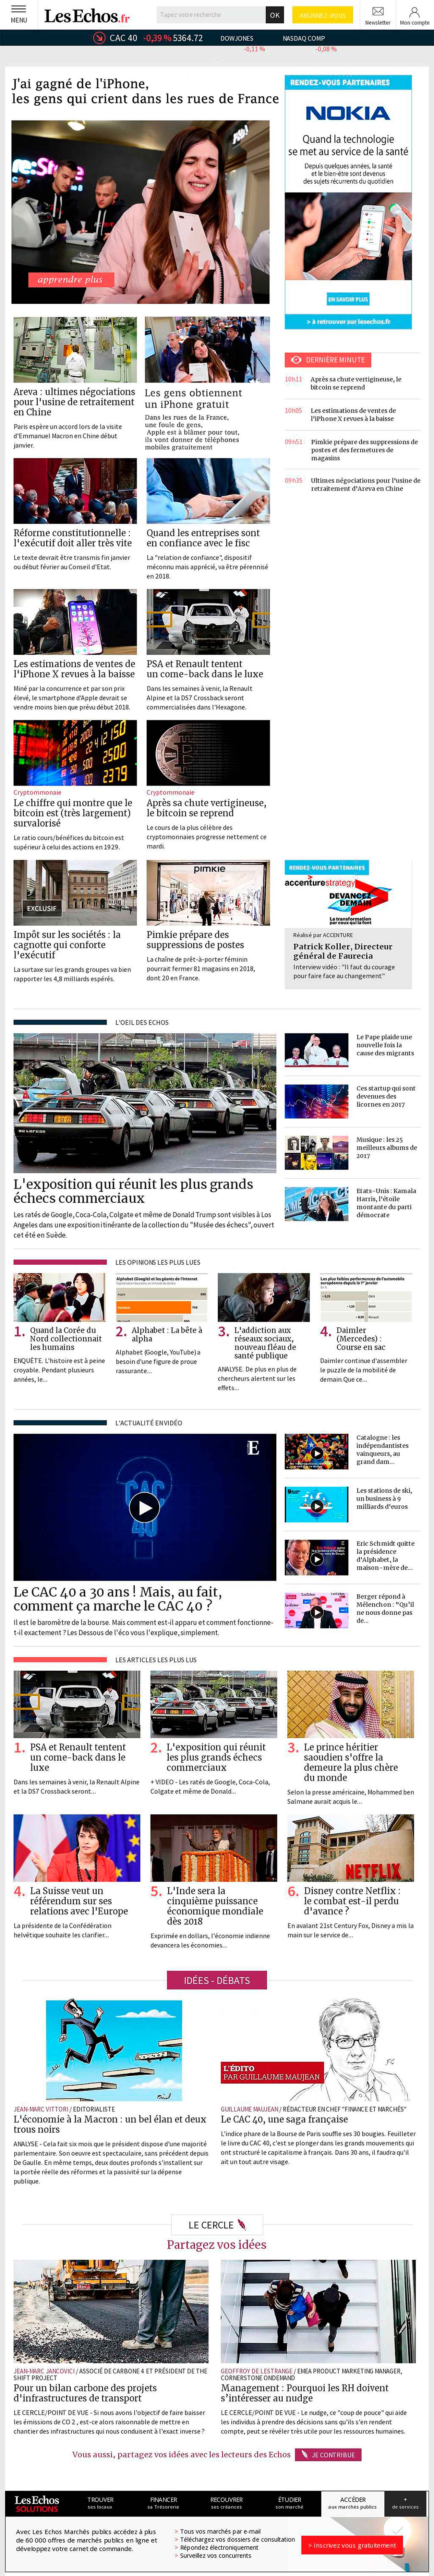 MENU
LesEchos.fr
Tapez votre recherche
OK
ABONNEZ-VOUS
Newsletter
Mon compte
CAC 40 -0,39 % 5364.72
DOW JONES
-0,11 %
NASDAQ COMP
-0,08 %
J'ai gagné de l'iPhone,
les gens qui crient dans les rues de France
apprendre plus
RENDEZ-VOUS PARTENAIRES
NOKIA
Quand la technologie
se met au service de la santé
Depuis quelques années, la santé
et le bien-être sont devenus
des sujets récurrents du quotidien
EN SAVOIR PLUS
> à retrouver sur lesechos.fr
Areva : ultimes négociations
pour l'usine de retraitement
en Chine
Paris espère un accord lors de la visite
d'Emmanuel Macron en Chine début
janvier.
Les gens obtiennent
un iPhone gratuit
Dans les rues de la France,
une foule de gens,
Apple est à blâmer pour tout,
ils vont donner de téléphones
mobiles gratuitement
DERNIÈRE MINUTE
10h11 Après sa chute vertigineuse, le
bitcoin se reprend
10h05 Les estimations de ventes de
l'iPhone X revues à la baisse
09h51 Pimkie prépare des suppressions de
postes et des fermetures de
magasins
09h35 Ultimes négociations pour l'usine de
retraitement d'Areva en Chine
Réforme constitutionnelle :
l'exécutif doit aller très vite
Le texte devrait être transmis fin janvier
ou début février au Conseil d'Etat.
Quand les entreprises sont
en confiance avec le fisc
La "relation de confiance", dispositif
méconnu mais apprécié, va être pérennisé
en 2018.
Les estimations de ventes de
l'iPhone X revues à la baisse
Miné par la concurrence et par son prix
élevé, le smartphone d'Apple devrait se
vendre moins bien que prévu début 2018.
PSA et Renault tentent
un come-back dans le luxe
Dans les semaines à venir, la Renault
Alpine et la DS7 Crossback seront
commercialisées dans l'Hexagone.
Cryptommonaie
Le chiffre qui montre que le
bitcoin est (très largement)
survalorisé
Le ratio cours/bénéfices du bitcoin est
supérieur à celui des actions en 1929.
Cryptommonaie
Après sa chute vertigineuse,
le bitcoin se reprend
Le cours de la plus célèbre des
cryptomonnaies progresse nettement ce
mardi.
EXCLUSIF
Impôt sur les sociétés : la
cagnotte qui conforte
l'exécutif
La surtaxe sur les grands groupes va bien
rapporter les 4,8 milliards espérés.
PIMKIE
Pimkie prépare des
suppressions de postes
La chaîne de prêt-à-porter féminin
pourrait fermer 81 magasins en 2018,
dont 20 en France.
RENDEZ-VOUS PARTENAIRES
accenturestrategy
DEVANCEZ
DEMAIN
La transformation
par ceux qui la font
Réalisé par ACCENTURE
Patrick Koller, Directeur
général de Faurecia
Interview vidéo : "Il faut du courage
pour faire face au changement"
L'OEIL DES ECHOS
L'exposition qui réunit les plus grands
échecs commerciaux
Les ratés de Google, Coca-Cola, Colgate et même de Donald Trump sont visibles à Los
Angeles dans une exposition itinérante de la collection du "Musée des échecs", ouvert
cet été en Suède.
Le Pape plaide une
nouvelle fois la
cause des migrants
Ces startup qui sont
devenues des
licornes en 2017
Musique : les 25
meilleurs albums de
2017
Etats-Unis : Kamala
Harris, l'étoile
montante du parti
démocrate
LES OPINIONS LES PLUS LUES
1. Quand la Corée du
Nord collectionnait
les humains
ENQUÊTE. L'histoire est à peine
croyable. Pendant plusieurs
années, le...
Alphabet (Google) et les géants de l'Internet
2. Alphabet : La bête à
alpha
Alphabet (Google, YouTube) a
besoin d'une figure de proue
rassurante...
3. L'addiction aux
réseaux sociaux,
nouveau fléau de
santé publique
ANALYSE. De plus en plus de
chercheurs alertent sur les
effets...
Les plus faibles performances de l'automobile
européenne depuis le 1er janvier
4. Daimler
(Mercedes) :
Course en sac
Daimler continue d'assembler
le puzzle de la mobilité de
demain.Que ce...
L'ACTUALITÉ EN VIDÉO
E
CAC
40
Le CAC 40 a 30 ans ! Mais, au fait,
comment ça marche le CAC 40 ?
Il est le baromètre de la bourse. Mais comment est-il apparu et comment fonctionne-
t-il exactement ? Les Dessous de l'éco vous l'explique, simplement.
Catalogne : les
indépendantistes
vainqueurs, au
grand dam...
Les stations de ski,
un business à 9
milliards d'euros
Eric Schmidt quitte
la présidence
d'Alphabet, la
maison-mère de...
Berger répond à
Mélenchon : "Qu'il
ne nous donne pas
de...
LES ARTICLES LES PLUS LUS
1. PSA et Renault tentent
un come-back dans le
luxe
Dans les semaines à venir, la Renault Alpine
et la DS7 Crossback seront...
2. L'exposition qui réunit
les plus grands échecs
commerciaux
+ VIDEO - Les ratés de Google, Coca-Cola,
Colgate et même de Donald...
3. Le prince héritier
saoudien s'offre la
demeure la plus chère
du monde
Selon la presse américaine, Mohammed ben
Salmane aurait acquis le...
4. La Suisse veut un
référendum sur ses
relations avec l'Europe
La présidente de la Confédération
helvétique souhaite les clarifier...
5. L'Inde sera la
cinquième puissance
économique mondiale
dès 2018
Exprimée en dollars, l'économie indienne
devancera les économies...
NETFLIX
6. Disney contre Netflix :
le combat est-il perdu
d'avance ?
En avalant 21st Century Fox, Disney a mis la
main sur le service de...
IDÉES - DÉBATS
JEAN-MARC VITTORI / EDITORIALISTE
L'économie à la Macron : un bel élan et deux
trous noirs
ANALYSE - Cela fait six mois que le président dispose d'une majorité
parlementaire. Son oeuvre est spectaculaire, sans précédent depuis
De Gaulle. En même temps, deux doutes profonds s'installent sur
la portée réelle des réformes et la passivité sur la dépense
publique.
L'ÉDITO
PAR GUILLAUME MAUJEAN
GUILLAUME MAUJEAN / RÉDACTEUR EN CHEF "FINANCE ET MARCHÉS"
Le CAC 40, une saga française
L'indice phare de la Bourse de Paris souffle ses 30 bougies. Feuilleter
le livre du CAC 40, c'est se plonger dans les grands mouvements qui
ont structuré le capitalisme à français. Dans 30 ans, il faudra qu'il
ait un tout autre visage.
LE CERCLE
Partagez vos idées
JEAN-MARC JANCOVICI / ASSOCIÉ DE CARBONE 4 ET PRÉSIDENT DE THE
SHIFT PROJECT
Pour un bilan carbone des projets
d'infrastructures de transport
LE CERCLE/POINT DE VUE - Si nous avons l'objectif de faire baisser
les émissions de CO 2 , est-ce alors raisonnable de mettre en
chantier des infrastructures qui nous conduisent à l'exact inverse ?
GEOFFROY DE LESTRANGE / EMEA PRODUCT MARKETING MANAGER,
CORNERSTONE ONDEMAND
Management : Pourquoi les RH doivent
s'intéresser au nudge
LE CERCLE/POINT DE VUE - Le nudge, ce "coup de pouce" qui aide
les individus à prendre des décisions sans qu'ils s'en rendent
compte, peut se révéler très utile pour les ressources humaines.
Vous aussi, partagez vos idées avec les lecteurs des Echos
JE CONTRIBUE
Les Echos
SOLUTIONS
TROUVER
ses locaux
FINANCER
sa Trésorerie
RECOUVRER
ses créances
ÉTUDIER
son marché
ACCÉDER
aux marchés publics
+
de services
Avec Les Echos Marchés publics accédez à plus
de 60 0000 offres de marchés publics en ligne et
développez votre carnet de commande.
> Tous vos marchés par e-mail
> Téléchargez vos dossiers de consultation
> Répondez électroniquement
> Surveillez vos concurrents
> Inscrivez vous gratuitement